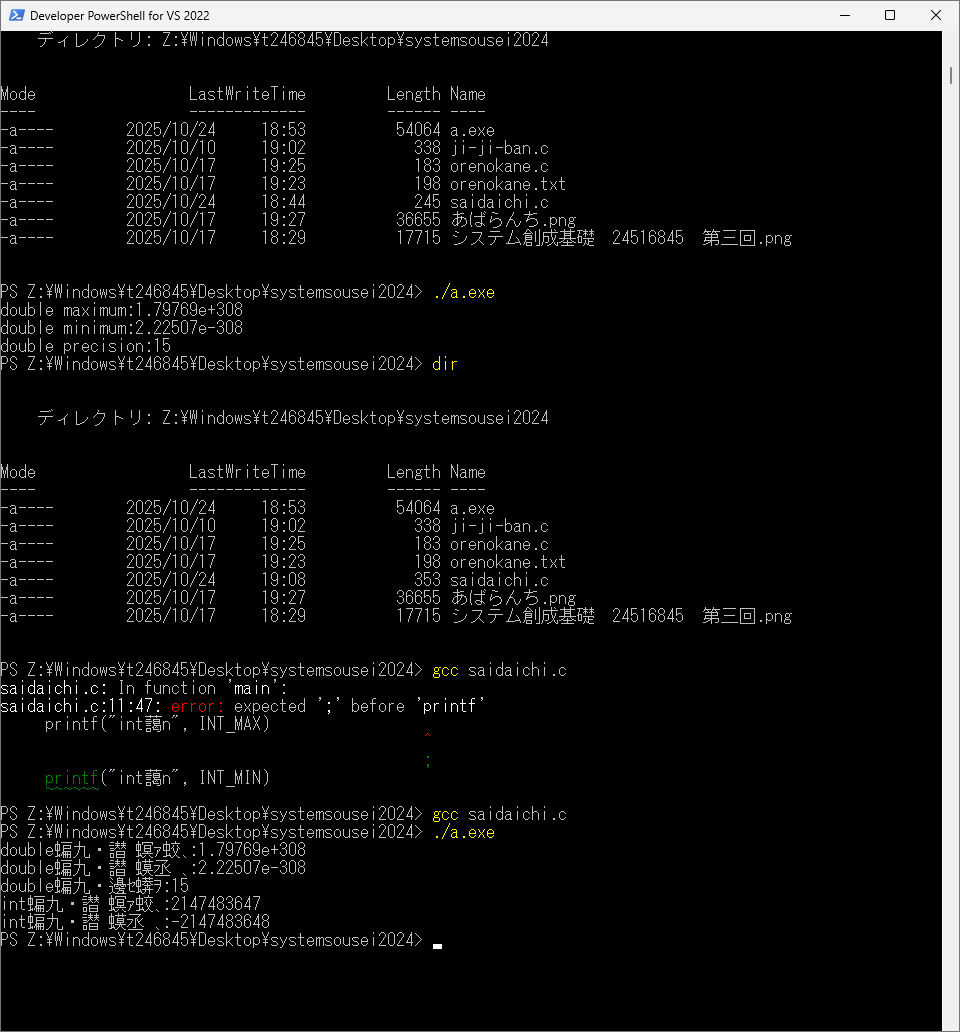 Developer PowerShell for VS 2022
ディレクトリ: Z:\Windows\t246845\Desktop\systemsousei2024
Mode LastWriteTime Length Name
---- ------------- ------ ----
-a---- 2025/10/24 18:53 54064 a.exe
-a---- 2025/10/10 19:02 338 ji-ji-ban.c
-a---- 2025/10/17 19:25 183 orenokane.c
-a---- 2025/10/17 19:23 198 orenokane.txt
-a---- 2025/10/24 18:44 245 saidaichi.c
-a---- 2025/10/17 19:27 36655 あばらんち.png
-a---- 2025/10/17 18:29 17715 システム創成基礎 24516845 第三回.png
PS Z:\Windows\t246845\Desktop\systemsousei2024> ./a.exe
double maximum:1.79769e+308
double minimum:2.22507e-308
double precision:15
PS Z:\Windows\t246845\Desktop\systemsousei2024> dir
ディレクトリ: Z:\Windows\t246845\Desktop\systemsousei2024
Mode LastWriteTime Length Name
---- ------------- ------ ----
-a---- 2025/10/24 18:53 54064 a.exe
-a---- 2025/10/10 19:02 338 ji-ji-ban.c
-a---- 2025/10/17 19:25 183 orenokane.c
-a---- 2025/10/17 19:23 198 orenokane.txt
-a---- 2025/10/24 19:08 353 saidaichi.c
-a---- 2025/10/17 19:27 36655 あばらんち.png
-a---- 2025/10/17 18:29 17715 システム創成基礎 24516845 第三回.png
PS Z:\Windows\t246845\Desktop\systemsousei2024> gcc saidaichi.c
saidaichi.c: In function 'main':
saidaichi.c:11:47: error: expected ';' before 'printf'
printf("int藹n", INT_MAX)
^
;
printf("int藹n", INT_MIN)
~~~~~~
PS Z:\Windows\t246845\Desktop\systemsousei2024> gcc saidaichi.c
PS Z:\Windows\t246845\Desktop\systemsousei2024> ./a.exe
double蝙九・譛 螟ｧ蛟､:1.79769e+308
double蝙九・譛 蟆丞 ､:2.22507e-308
double蝙九・邊ｾ蠎ｦ:15
int蝙九・譛 螟ｧ蛟､:2147483647
int蝙九・譛 蟆丞 ､:-2147483648
PS Z:\Windows\t246845\Desktop\systemsousei2024>